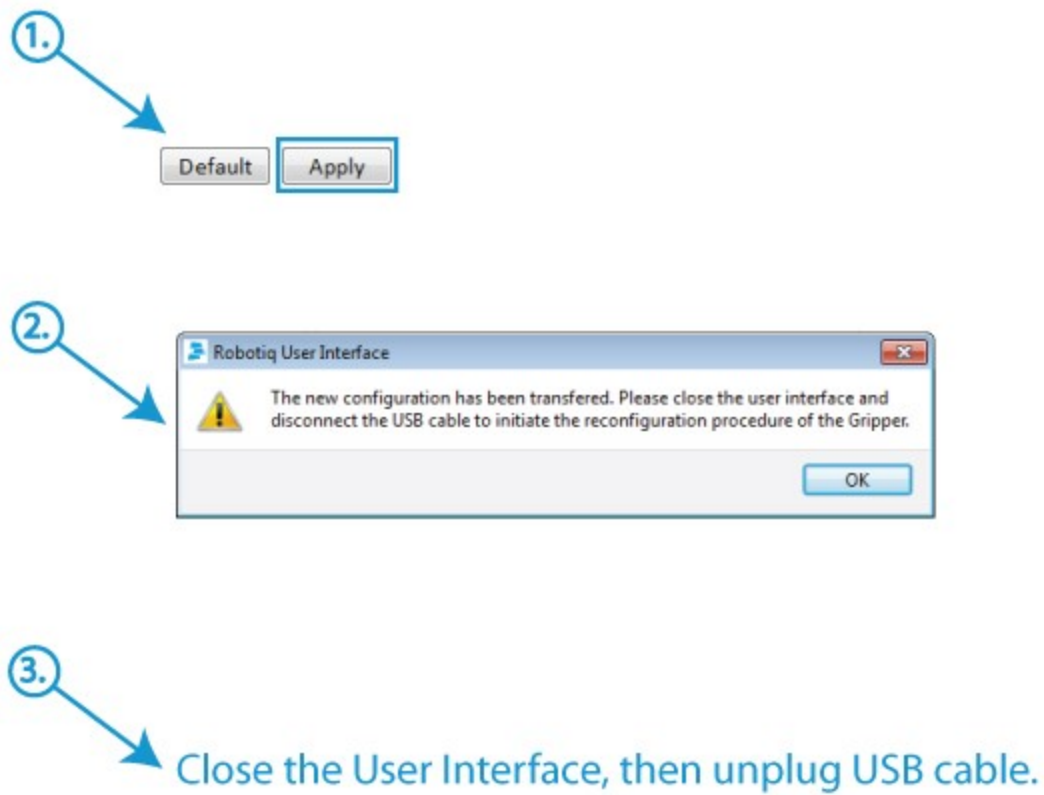 1.
Default Apply
2.
Robotiq User Interface
The new configuration has been transfered. Please close the user interface and
disconnect the USB cable to initiate the reconfiguration procedure of the Gripper.
OK
3.
Close the User Interface, then unplug USB cable.